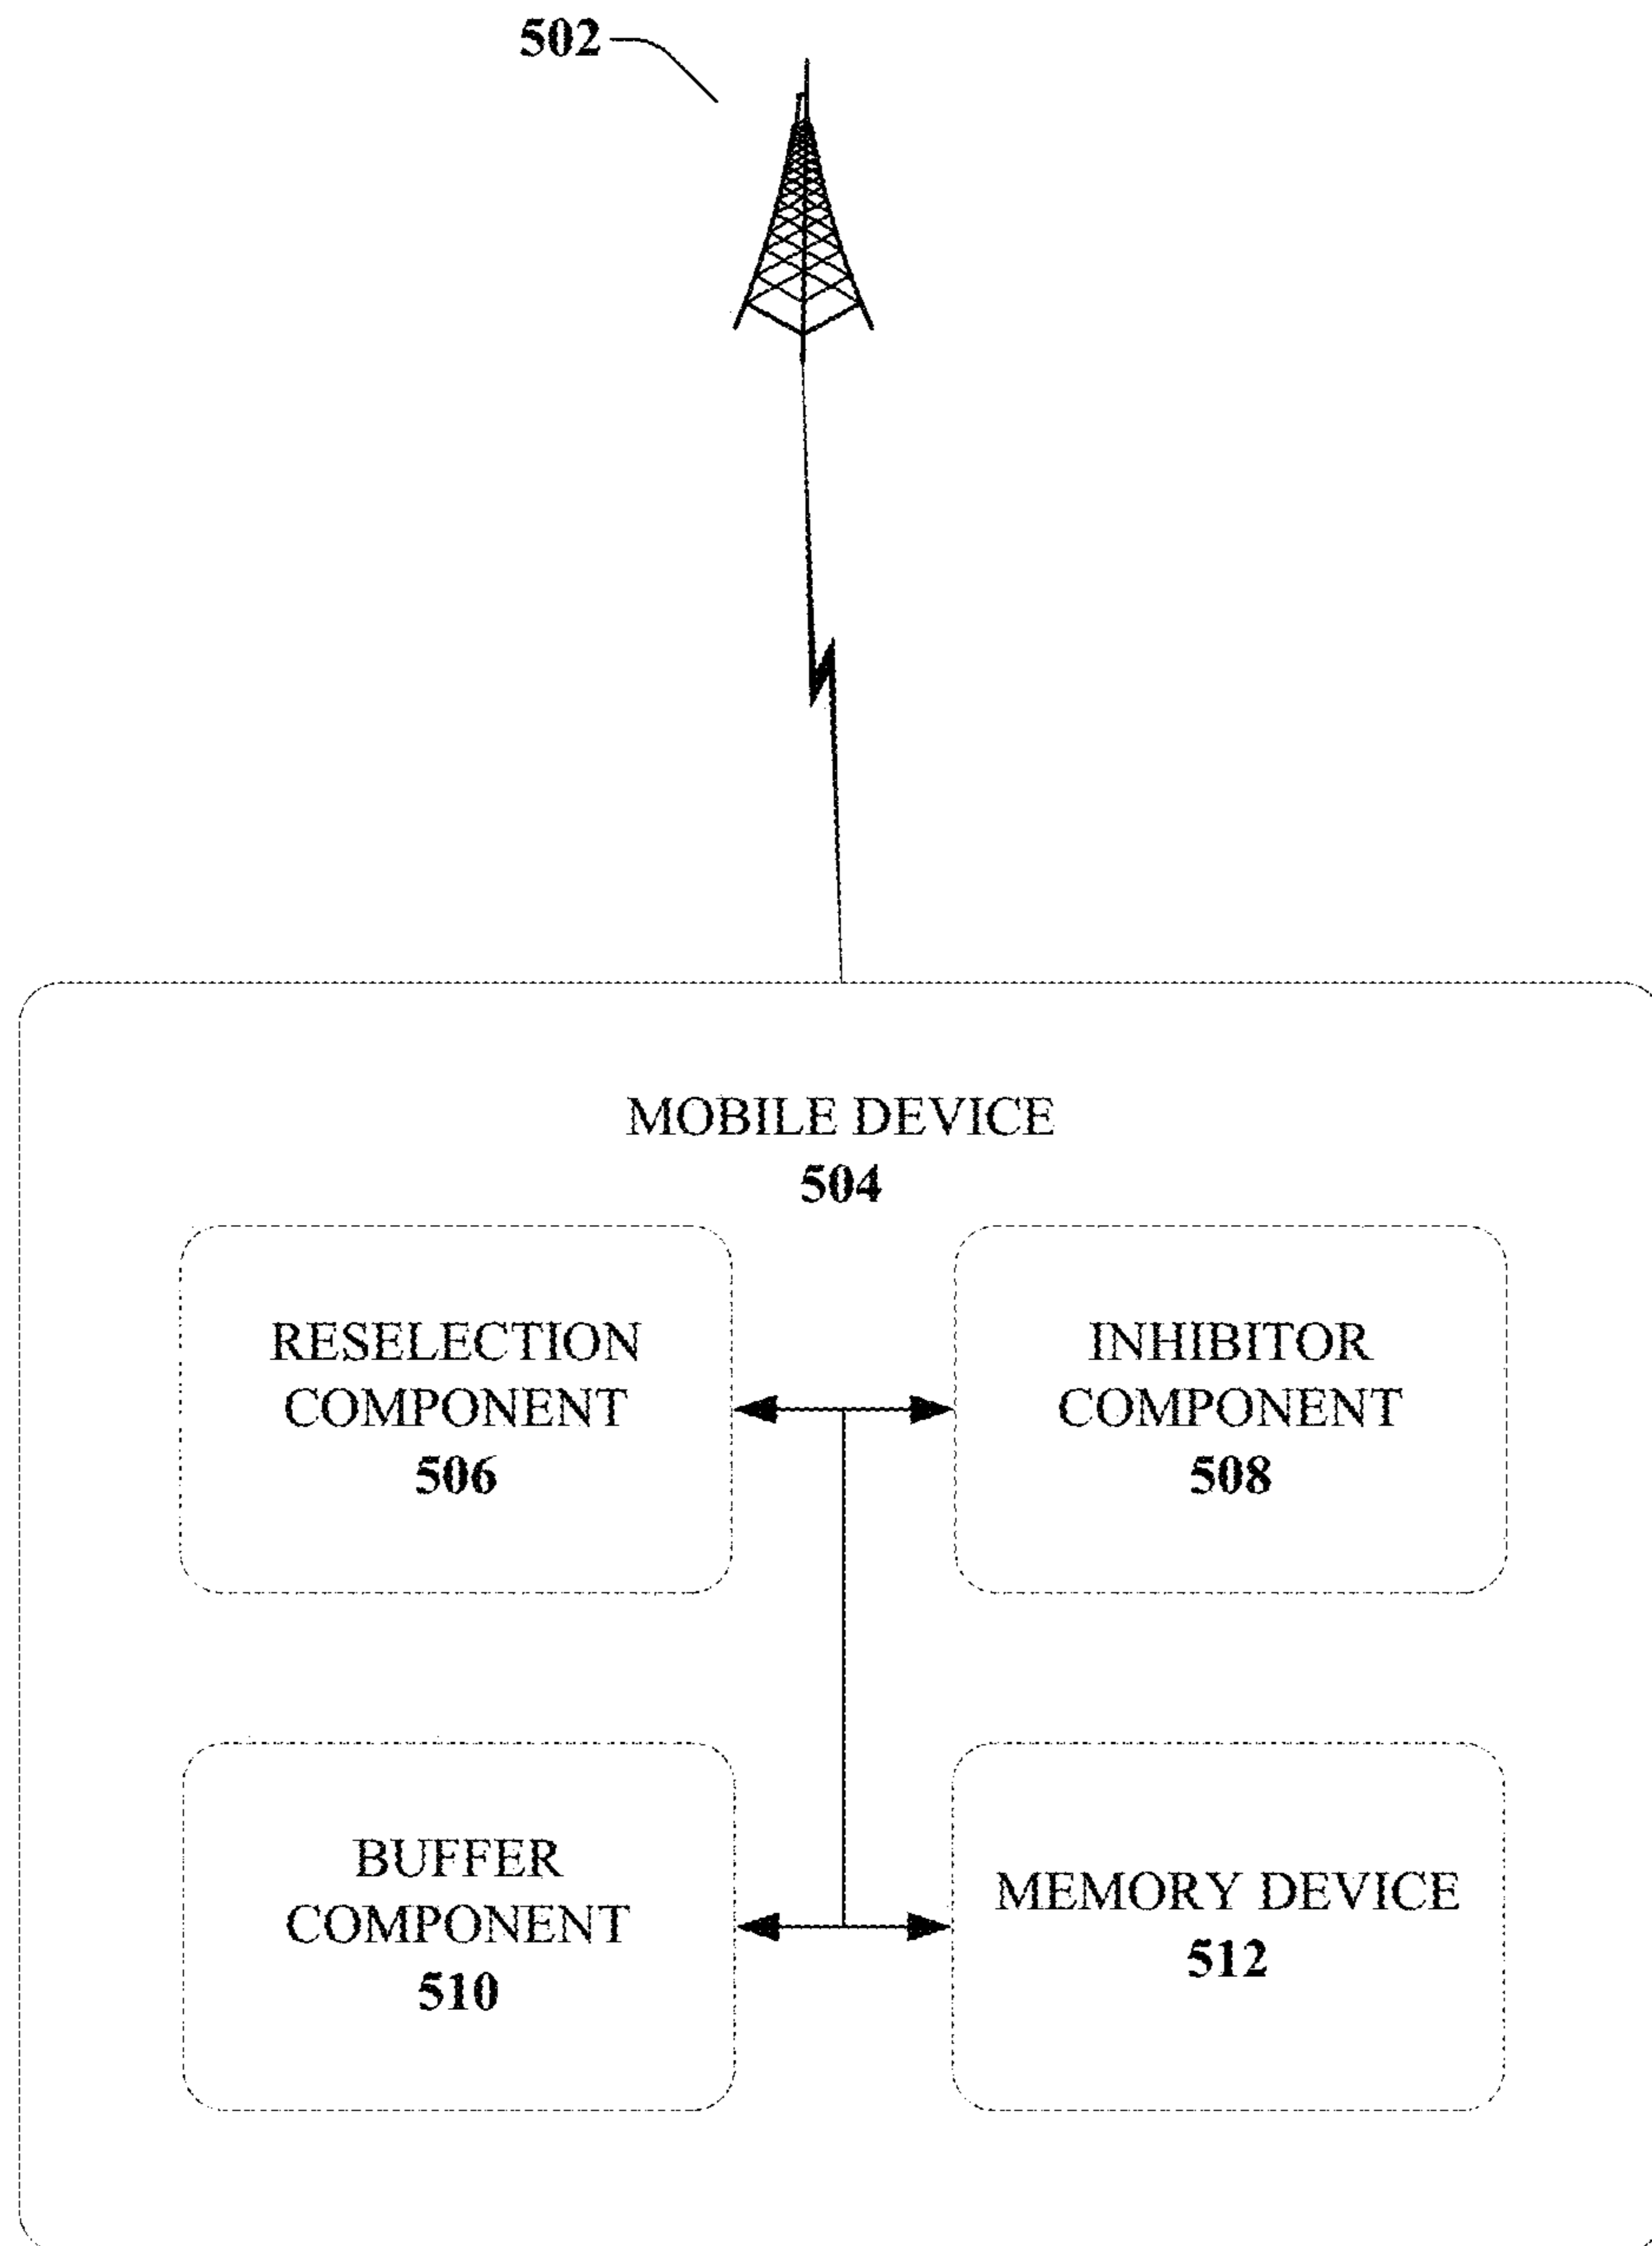 502
MOBILE DEVICE
504
RESELECTION
COMPONENT
506
INHIBITOR
COMPONENT
508
BUFFER
COMPONENT
510
MEMORY DEVICE
512